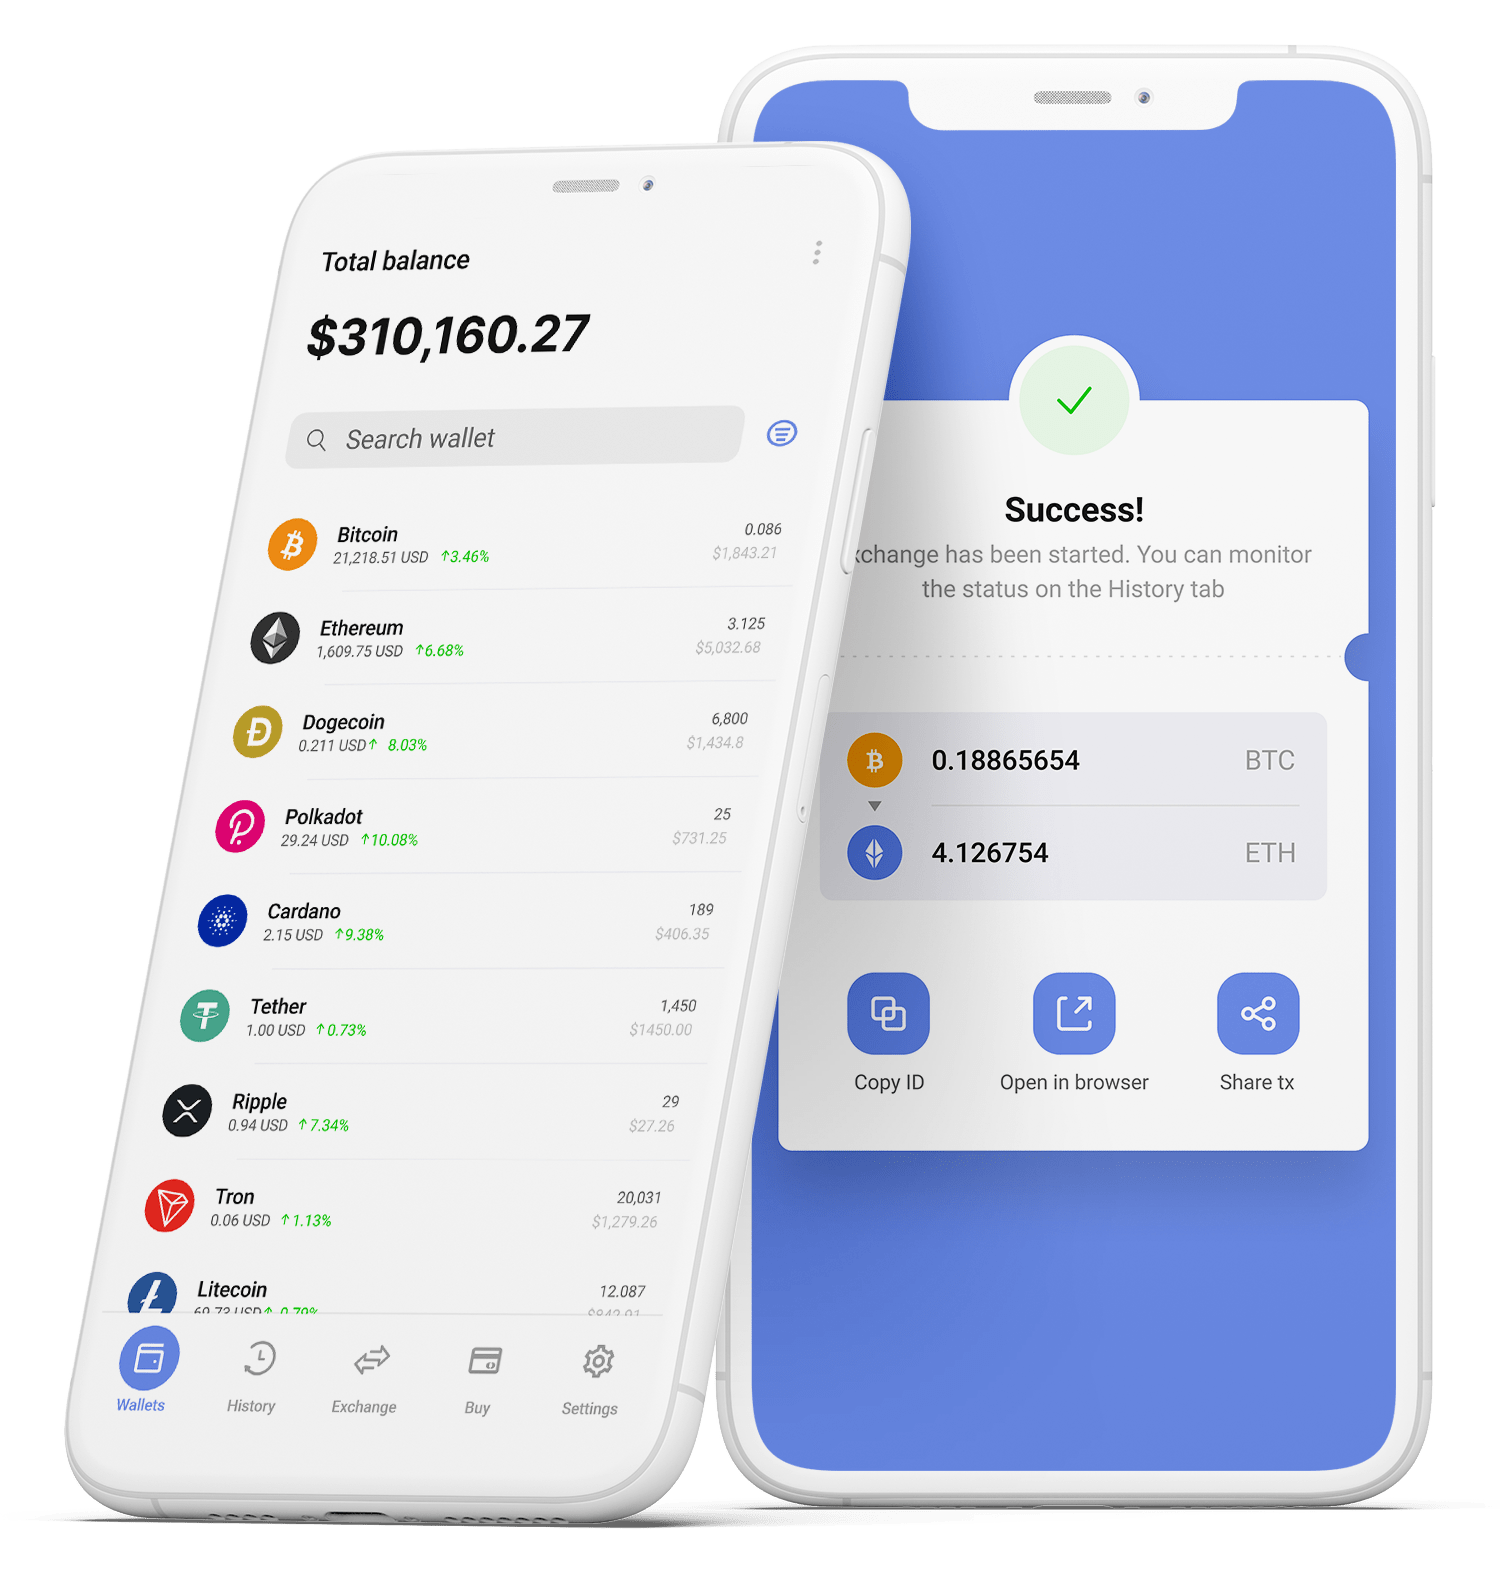 Total balance
$310,160.27
Search wallet
Bitcoin 0.086
21,218.51 USD ↑3.46% $1,843.21
Ethereum 3.125
1,609.75 USD ↑6.68% $5,032.68
Dogecoin 6,800
0.211 USD↑ 8.03% $1,434.8
Polkadot 25
29.24 USD ↑10.08% $731.25
Cardano 189
2.15 USD ↑9.38% $406.35
Tether 1,450
1.00 USD ↑0.73% $1450.00
Ripple 29
0.94 USD ↑7.34% $27.26
Tron 20,031
0.06 USD ↑1.13% $1,279.26
Litecoin 12.087
Wallets History Exchange Buy Settings
Success!
xchange has been started. You can monitor
the status on the History tab
0.18865654 BTC
4.126754 ETH
Copy ID Open in browser Share tx